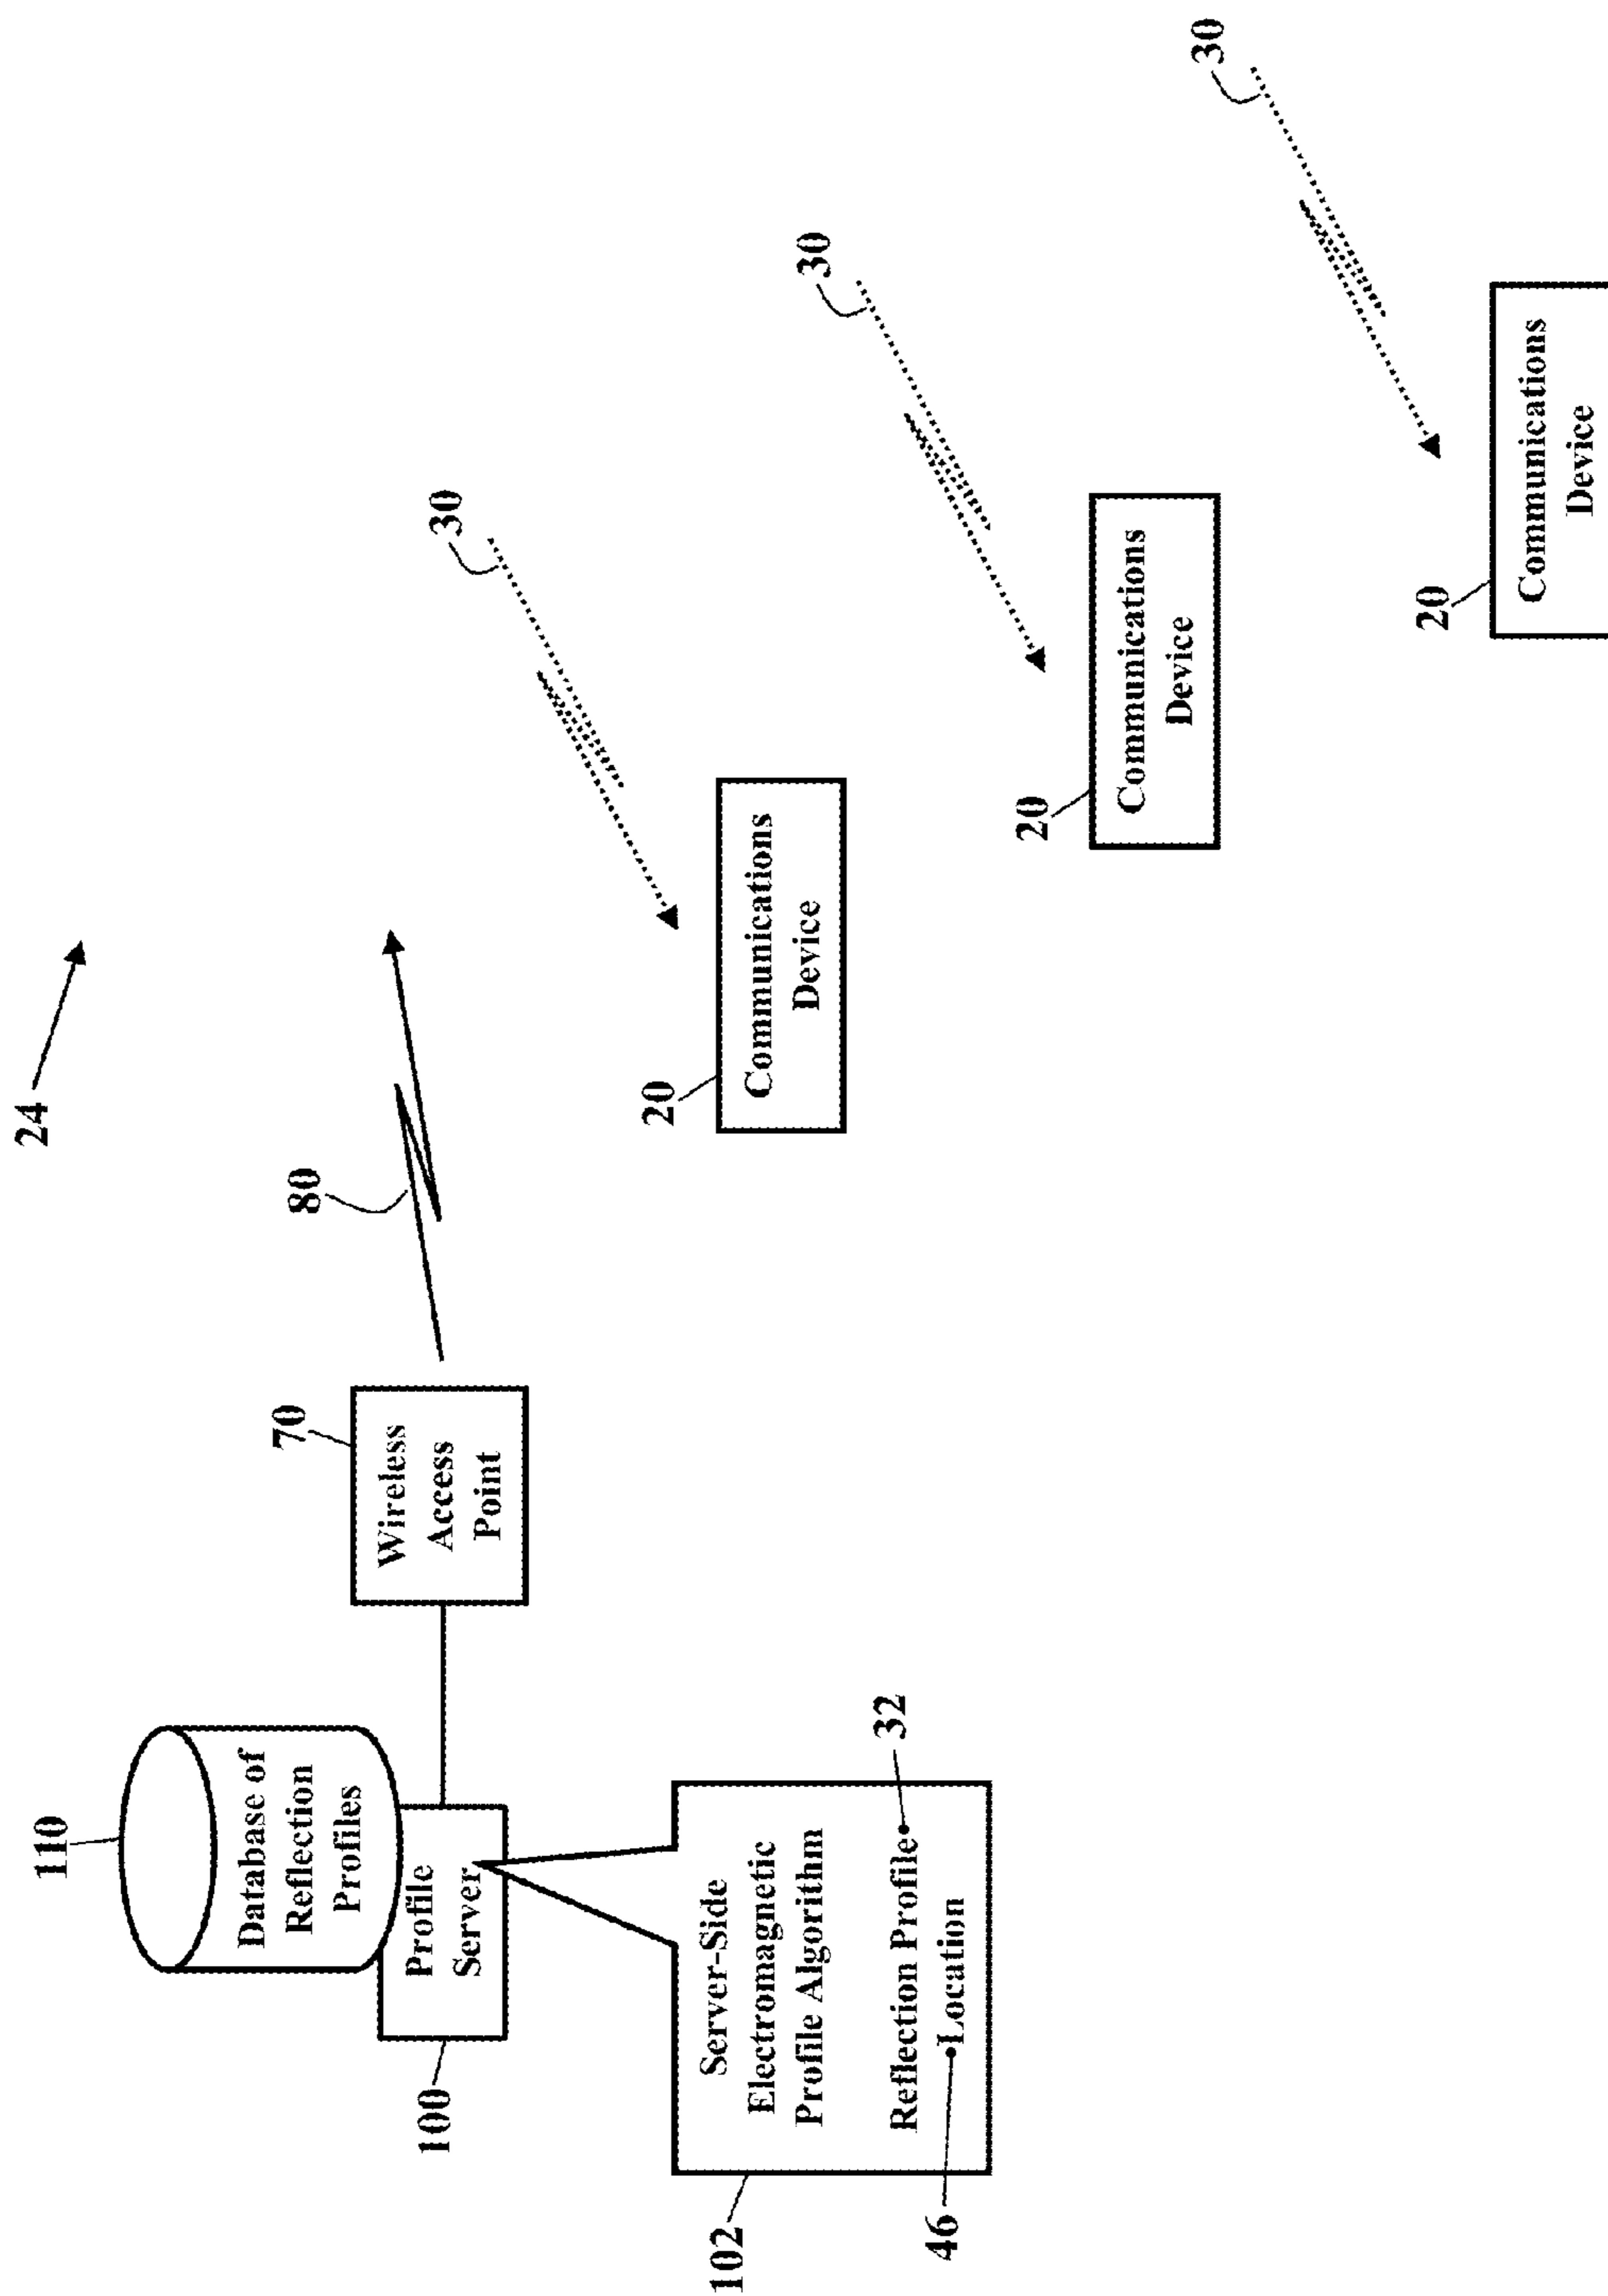 24
110
Database of
Reflection
Profiles
80
70
Wireless
Access
Point
100
Profile
Server
30
30
30
102
Server-Side
Electromagnetic
Profile Algorithm
Reflection Profile
32
46
Location
20
Communications
Device
20
Communications
Device
20
Communications
Device